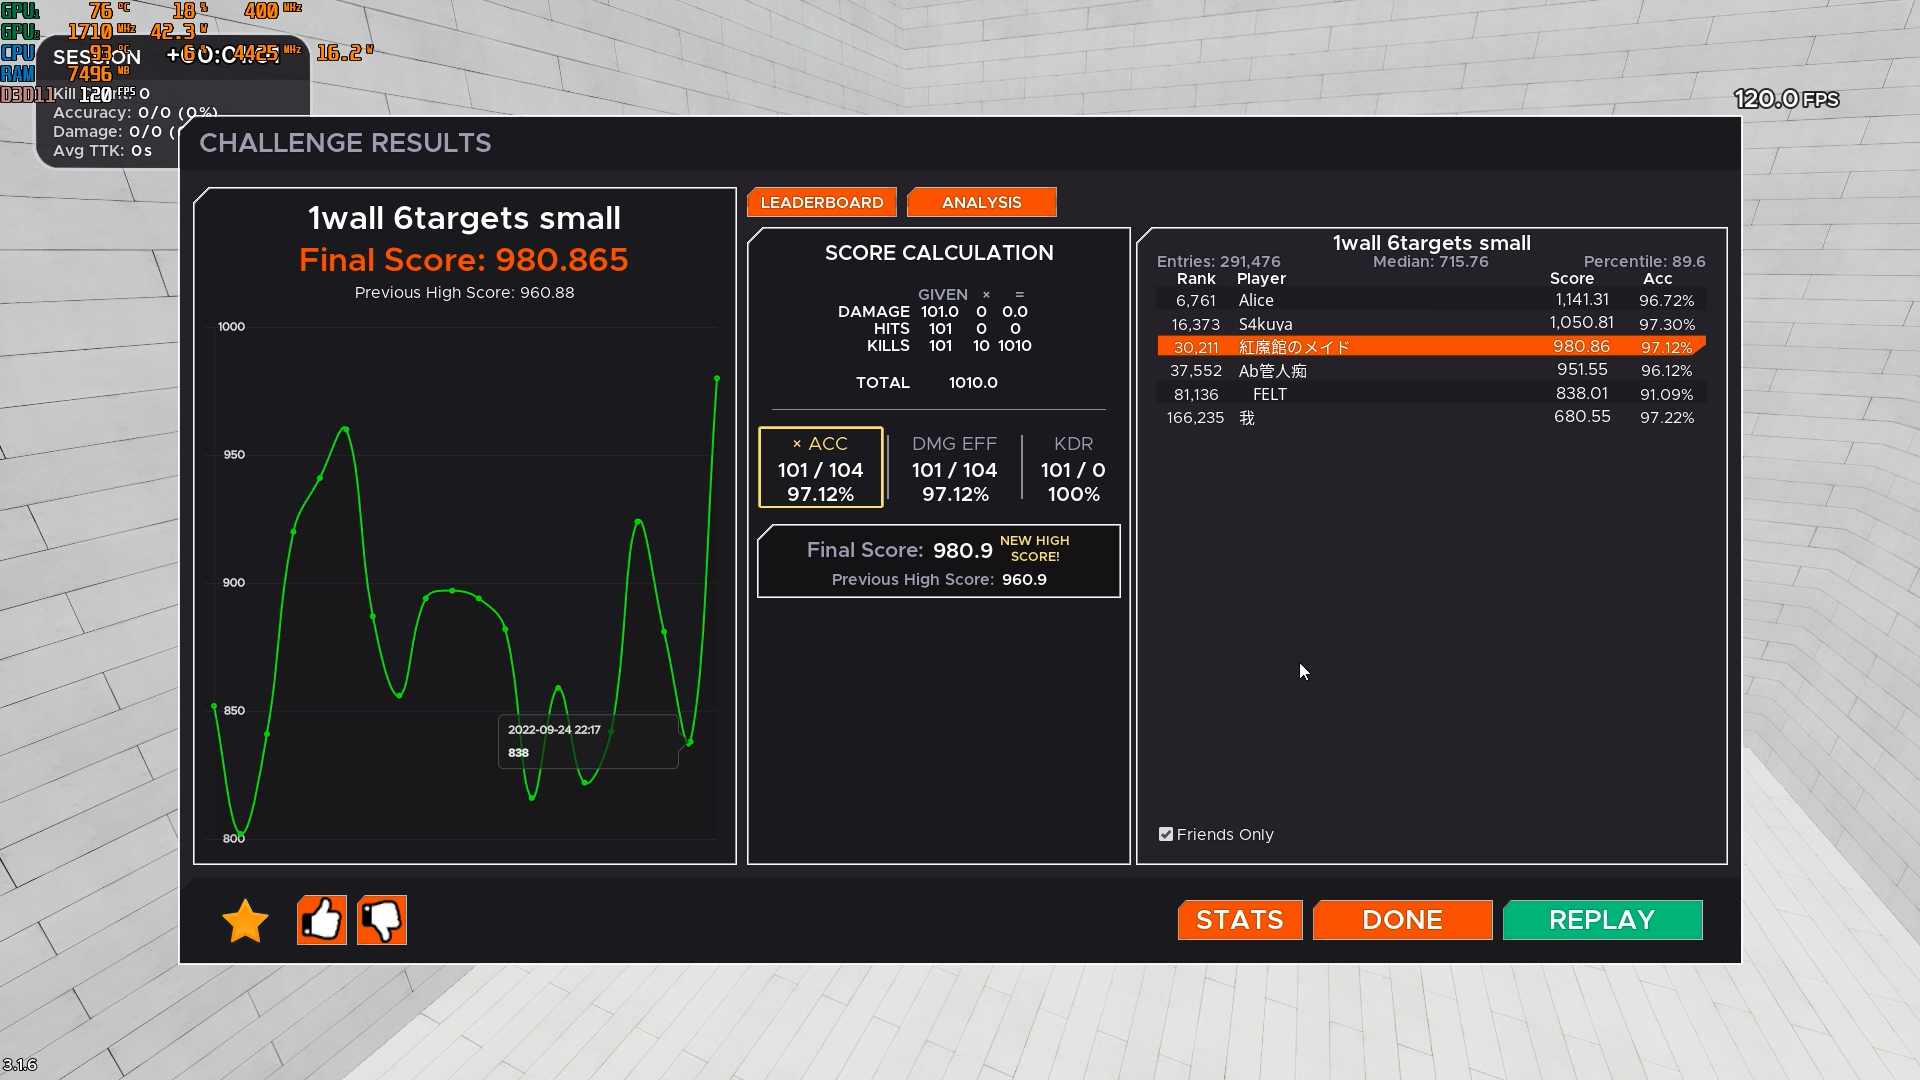 GPU1 76 °C 18 % 400 MHz
GPU2 1710 MHz 42.3 W
CPU 93 °C 6 % 4425 MHz 16.2 W
RAM 7496 MB
D3D11 120 FPS
SESSION
Kill 0
Accuracy: 0/0 (0%)
Damage: 0/0 (
Avg TTK: 0s
120.0 FPS
CHALLENGE RESULTS
1wall 6targets small
Final Score: 980.865
Previous High Score: 960.88
1000
950
900
850
800
2022-09-24 22:17
838
LEADERBOARD ANALYSIS
SCORE CALCULATION
GIVEN × =
DAMAGE 101.0 0 0.0
HITS 101 0 0
KILLS 101 10 1010
TOTAL 1010.0
× ACC DMG EFF KDR
101 / 104 101 / 104 101 / 0
97.12% 97.12% 100%
Final Score: 980.9 NEW HIGH SCORE!
Previous High Score: 960.9
1wall 6targets small
Entries: 291,476 Median: 715.76 Percentile: 89.6
Rank Player Score Acc
6,761 Alice 1,141.31 96.72%
16,373 S4kuya 1,050.81 97.30%
30,211 紅魔館のメイド 980.86 97.12%
37,552 Ab管人痴 951.55 96.12%
81,136 FELT 838.01 91.09%
166,235 我 680.55 97.22%
Friends Only
STATS DONE REPLAY
3.1.6